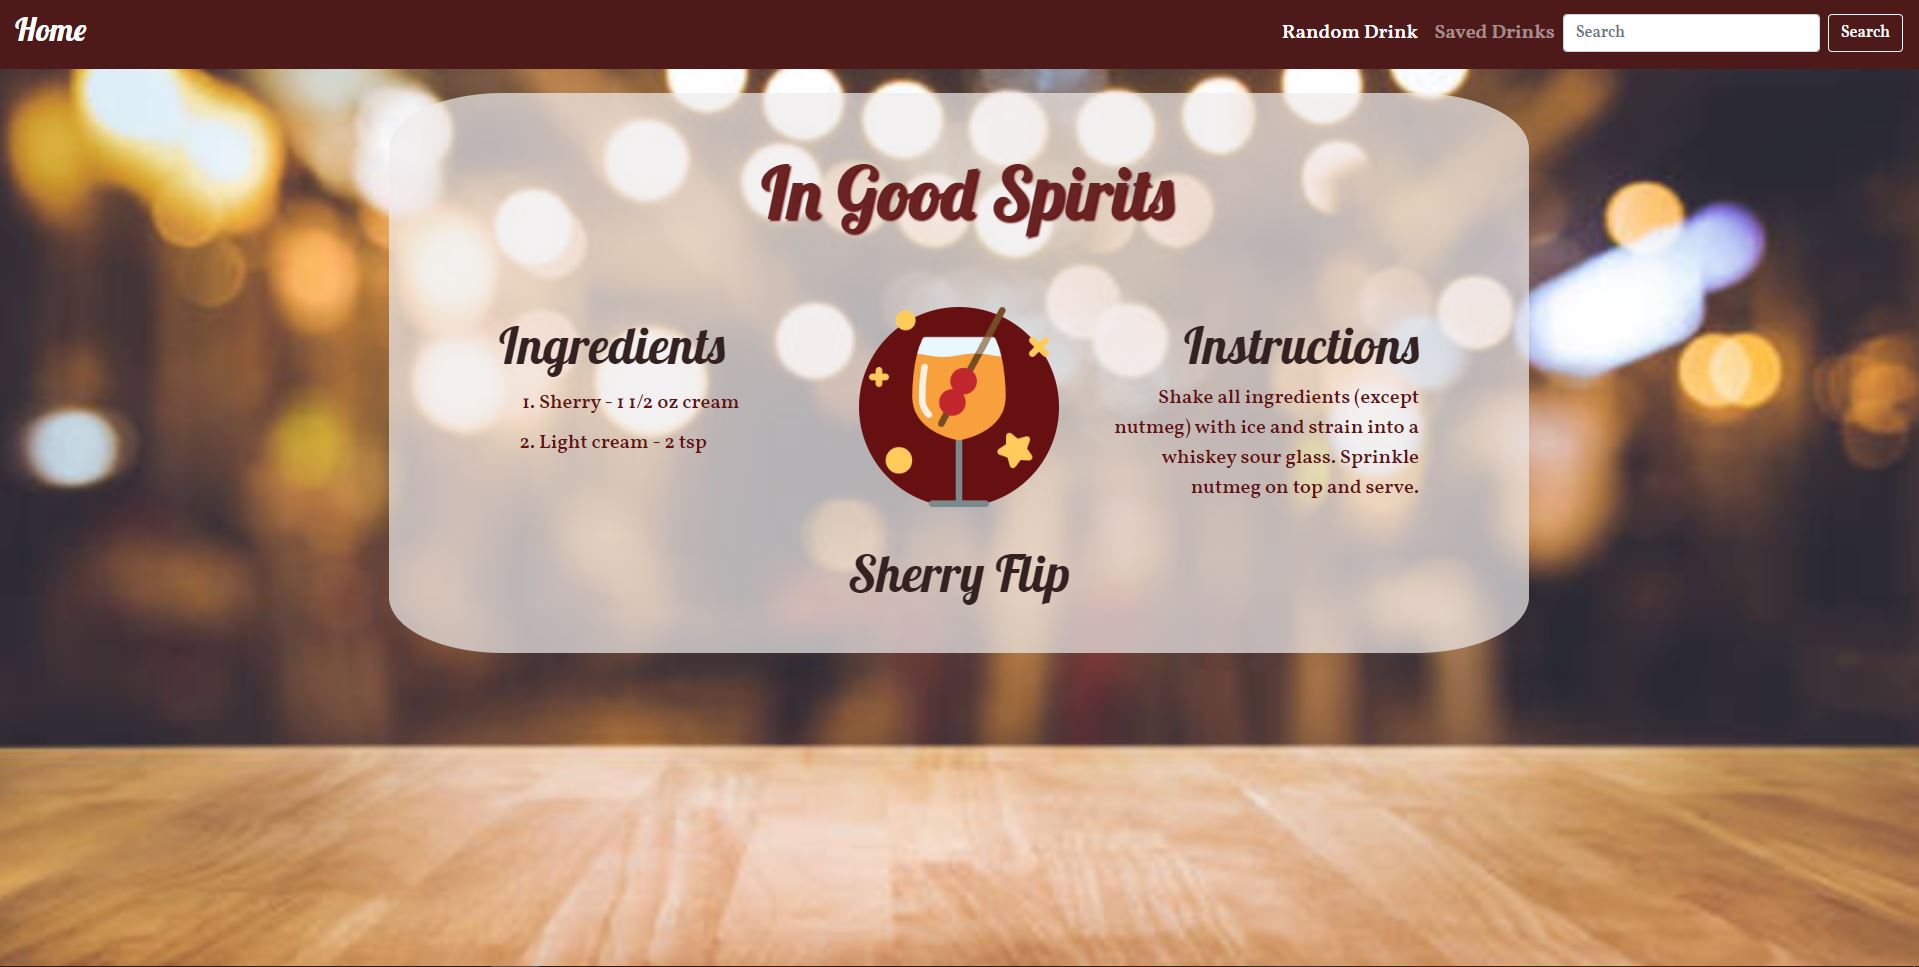 Home
Random Drink
Saved Drinks
Search
Search
In Good Spirits
Ingredients
1. Sherry - 1 1/2 oz cream
2. Light cream - 2 tsp
Instructions
Shake all ingredients (except
nutmeg) with ice and strain into a
whiskey sour glass. Sprinkle
nutmeg on top and serve.
Sherry Flip